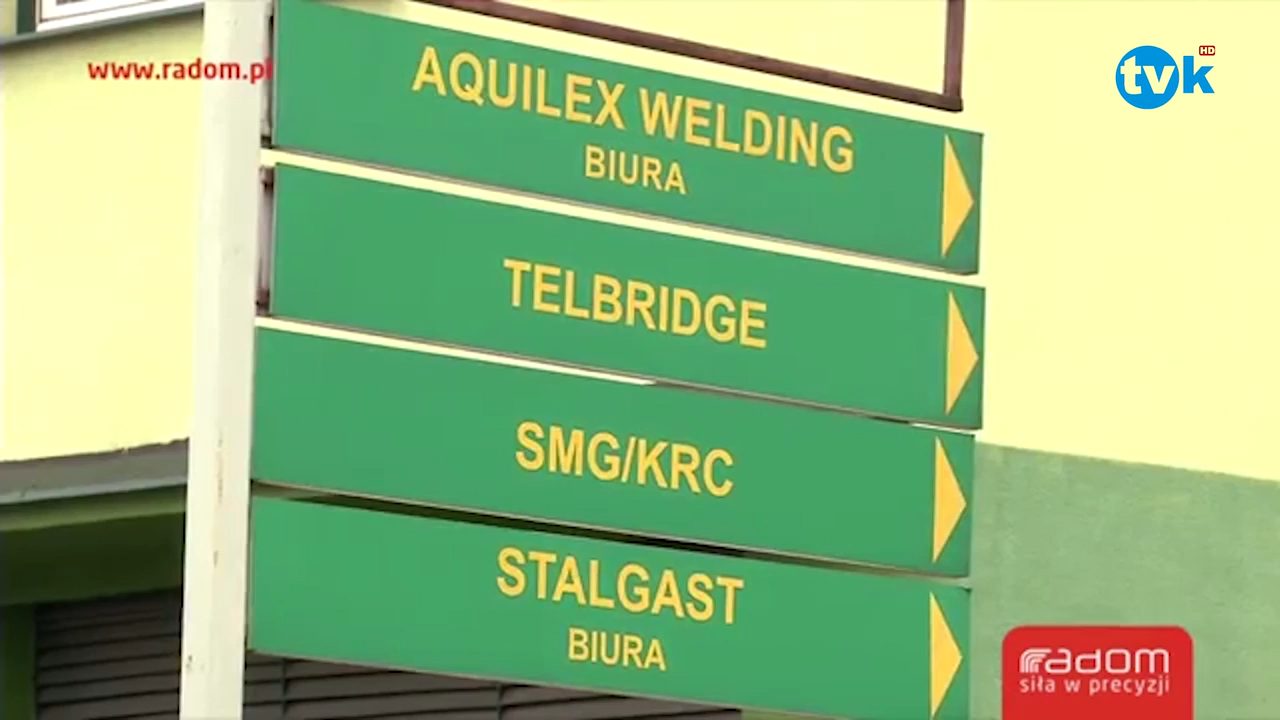 www.radom.pl
tvk HD
AQUILEX WELDING
BIURA
TELBRIDGE
SMG/KRC
STALGAST
BIURA
radom
siła w precyzji